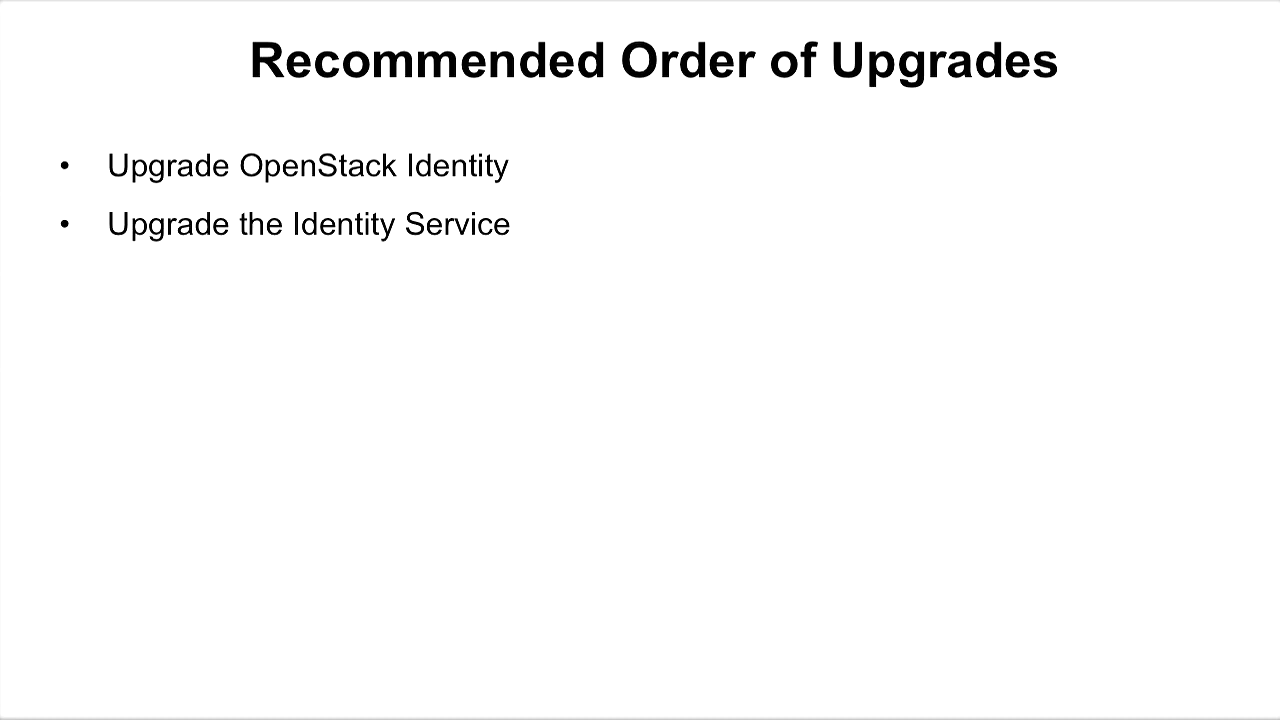 Recommended Order of Upgrades
• Upgrade OpenStack Identity
• Upgrade the Identity Service